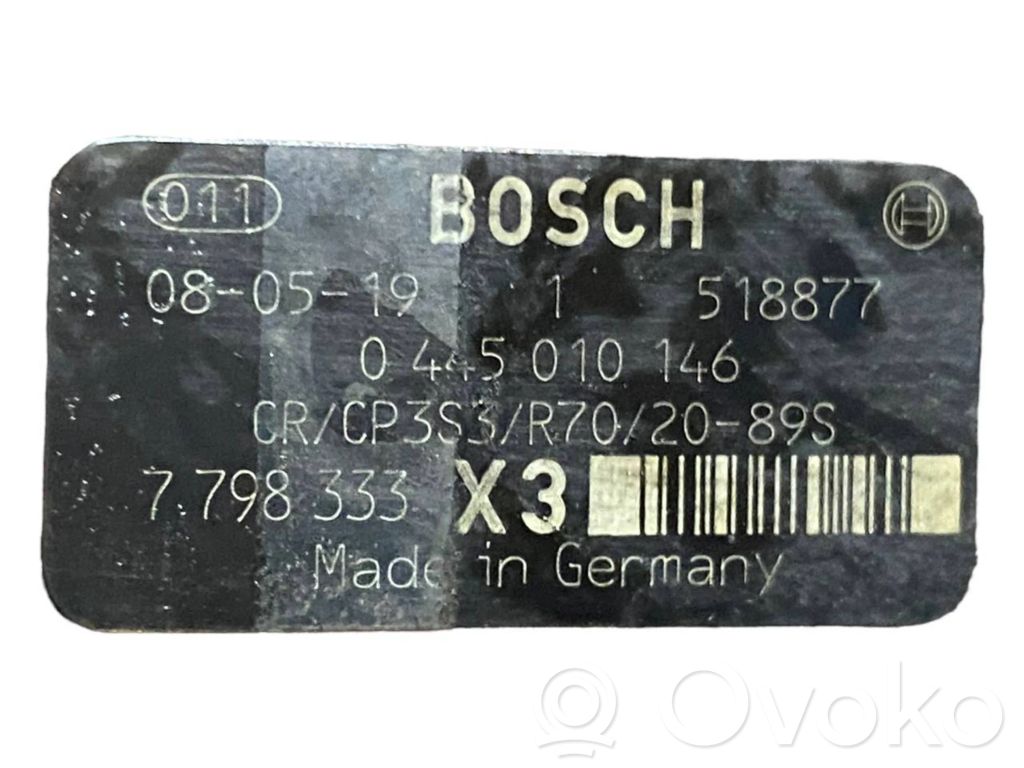 011 BOSCH
08-05-19 1 518877
0 445 010 146
CR/CP3S3/R70/20-89S
7 798 333 X3
Made in Germany
Ovoko